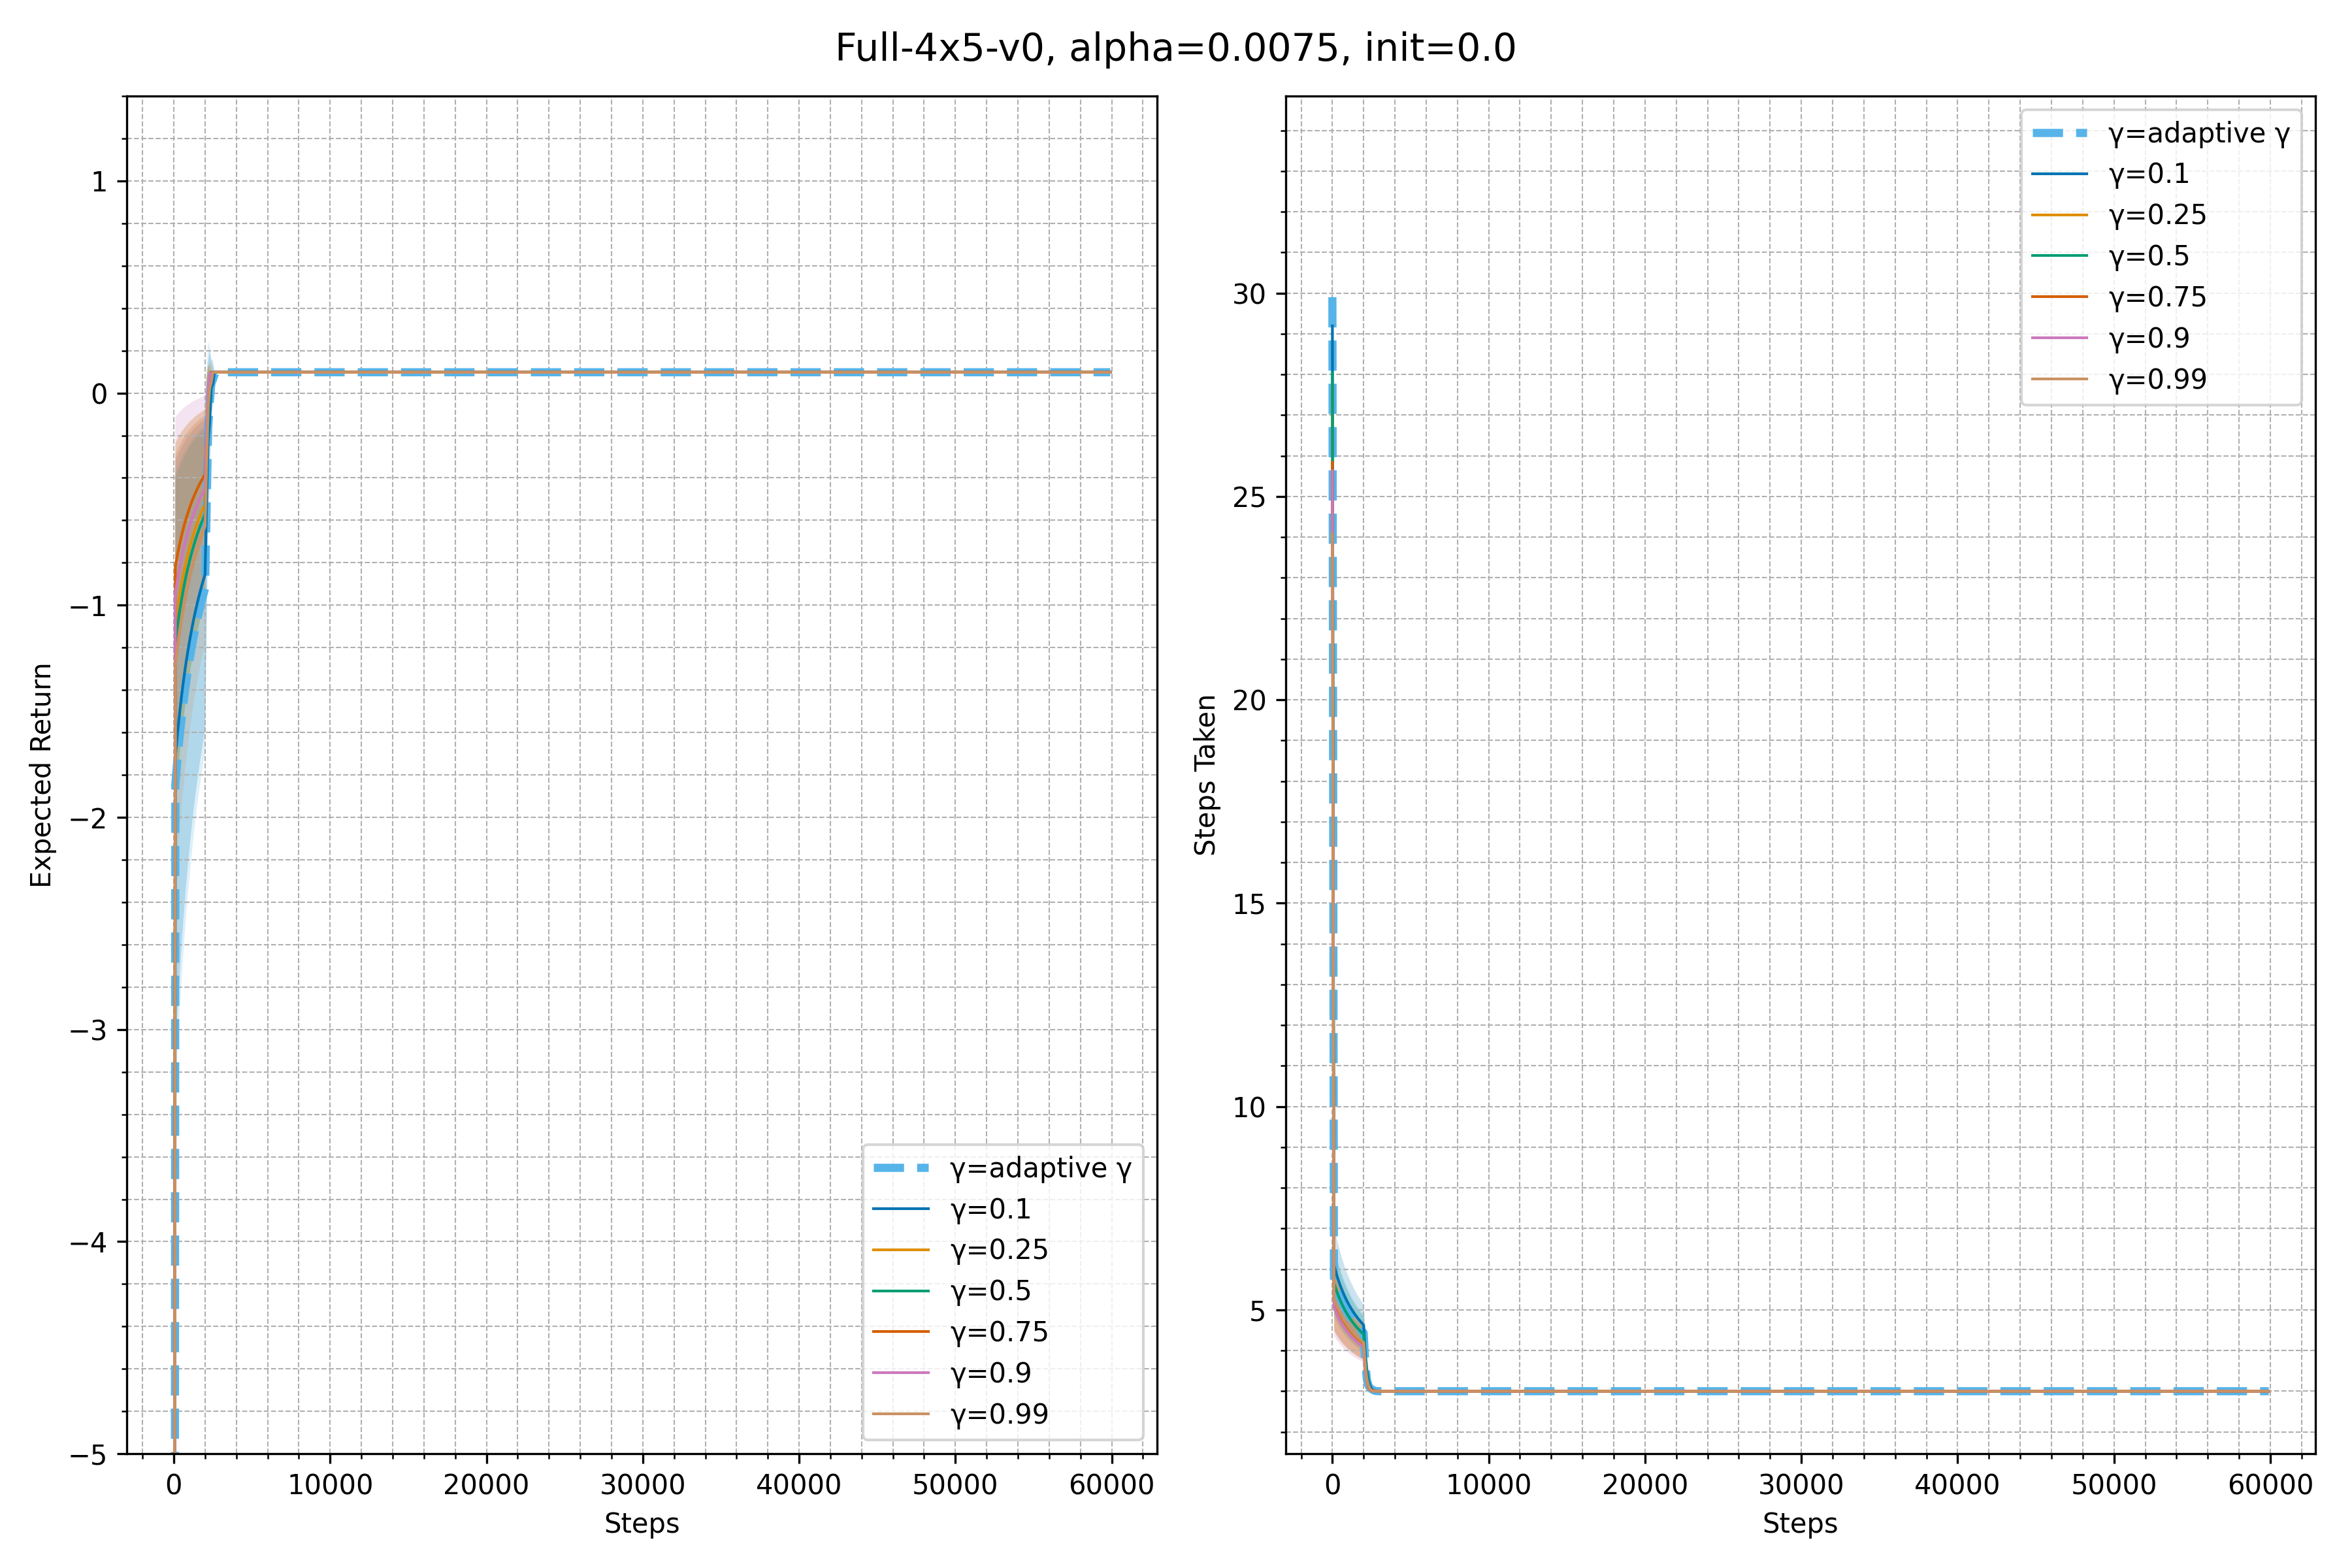 Full-4x5-v0, alpha=0.0075, init=0.0
Expected Return
1
0
−1
−2
−3
−4
−5
0
10000
20000
30000
40000
50000
60000
Steps
γ=adaptive γ
γ=0.1
γ=0.25
γ=0.5
γ=0.75
γ=0.9
γ=0.99
Steps Taken
30
25
20
15
10
5
0
10000
20000
30000
40000
50000
60000
Steps
γ=adaptive γ
γ=0.1
γ=0.25
γ=0.5
γ=0.75
γ=0.9
γ=0.99